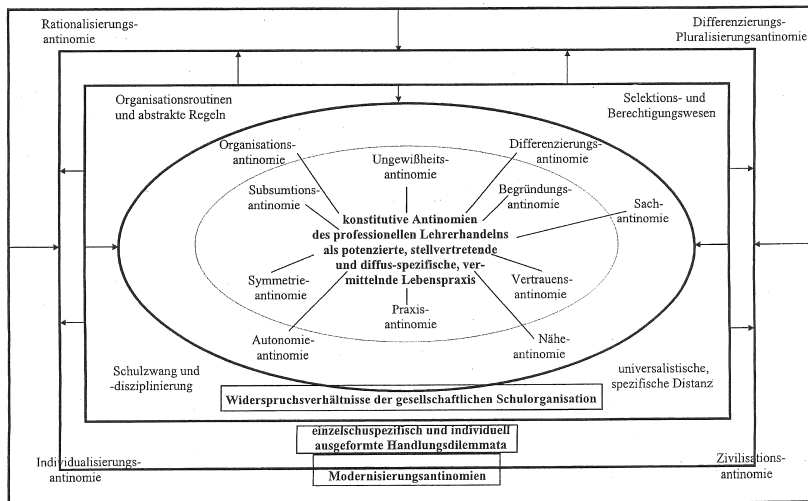 Rationalisierungs-
antinomie
Differenzierungs-
Pluralisierungsantinomie
Organisationsroutinen
und abstrakte Regeln
Selektions- und
Berechtigungswesen
Organisations-
antinomie
Ungewißheits-
antinomie
Differenzierungs-
antinomie
Subsumtions-
antinomie
Begründungs-
antinomie
Sach-
antinomie
konstitutive Antinomien
des professionellen Lehrerhandelns
als potenzierte, stellvertretende
und diffus-spezifische, ver-
mittelnde Lebenspraxis
Symmetrie-
antinomie
Vertrauens-
antinomie
Praxis-
antinomie
Autonomie-
antinomie
Nähe-
antinomie
Schulzwang und
-disziplinierung
universalistische,
spezifische Distanz
Widerspruchsverhältnisse der gesellschaftlichen Schulorganisation
einzelschuspezifisch und individuell
ausgeformte Handlungsdilemmata
Individualisierungs-
antinomie
Modernisierungsantinomien
Zivilisations-
antinomie